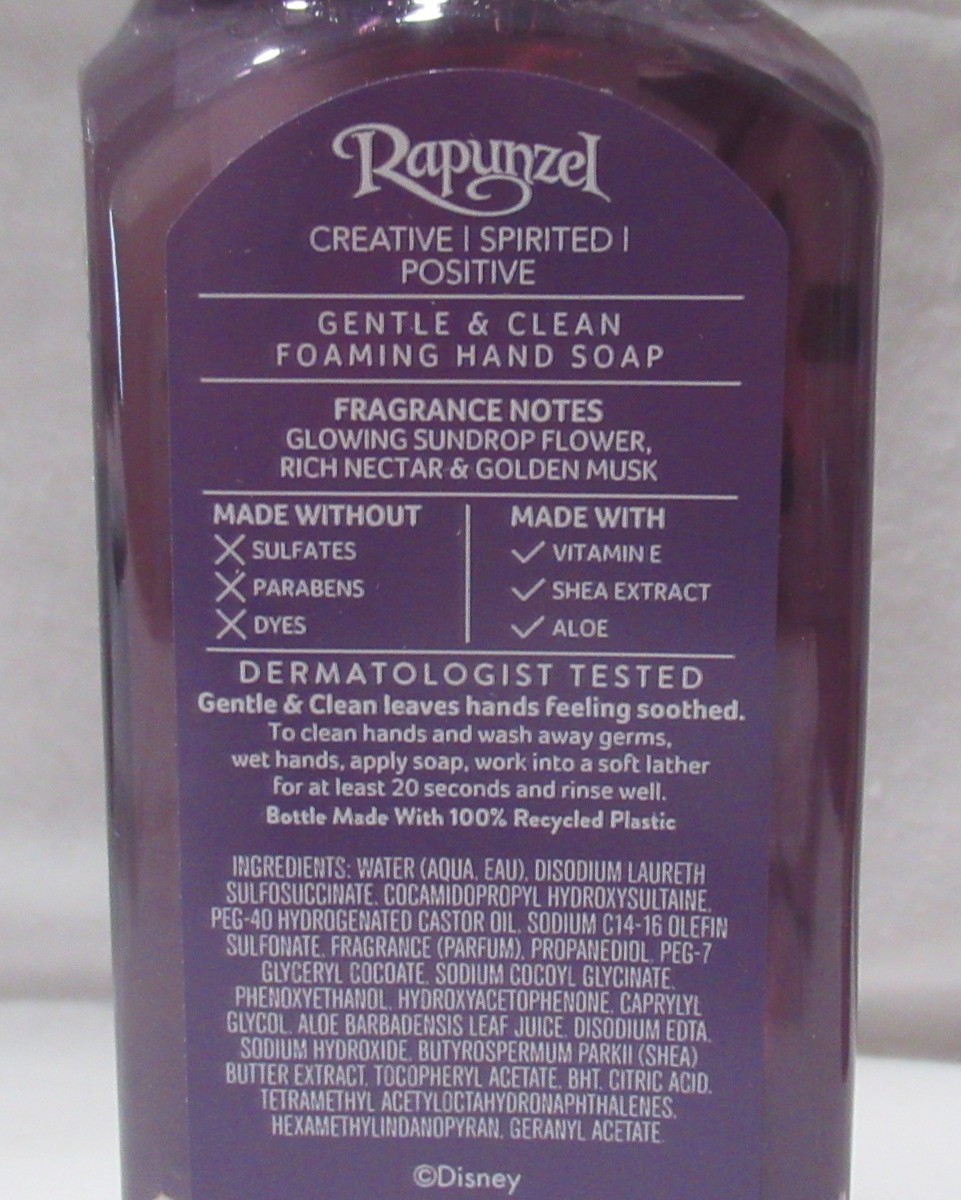 Rapunzel
CREATIVE | SPIRITED |
POSITIVE
GENTLE & CLEAN
FOAMING HAND SOAP
FRAGRANCE NOTES
GLOWING SUNDROP FLOWER,
RICH NECTAR & GOLDEN MUSK
MADE WITHOUT
SULFATES
PARABENS
DYES
MADE WITH
VITAMIN E
SHEA EXTRACT
ALOE
DERMATOLOGIST TESTED
Gentle & Clean leaves hands feeling soothed.
To clean hands and wash away germs,
wet hands, apply soap, work into a soft lather
for at least 20 seconds and rinse well.
Bottle Made With 100% Recycled Plastic
INGREDIENTS: WATER (AQUA, EAU), DISODIUM LAURETH
SULFOSUCCINATE, COCAMIDOPROPYL HYDROXYSULTAINE,
PEG-40 HYDROGENATED CASTOR OIL, SODIUM C14-16 OLEFIN
SULFONATE, FRAGRANCE (PARFUM), PROPANEDIOL, PEG-7
GLYCERYL COCOATE, SODIUM COCOYL GLYCINATE,
PHENOXYETHANOL, HYDROXYACETOPHENONE, CAPRYLYL
GLYCOL, ALOE BARBADENSIS LEAF JUICE, DISODIUM EDTA,
SODIUM HYDROXIDE, BUTYROSPERMUM PARKII (SHEA)
BUTTER EXTRACT, TOCOPHERYL ACETATE, BHT, CITRIC ACID,
TETRAMETHYL ACETYLOCTAHYDRONAPHTHALENES,
HEXAMETHYLINDANOPYRAN, GERANYL ACETATE.
©Disney